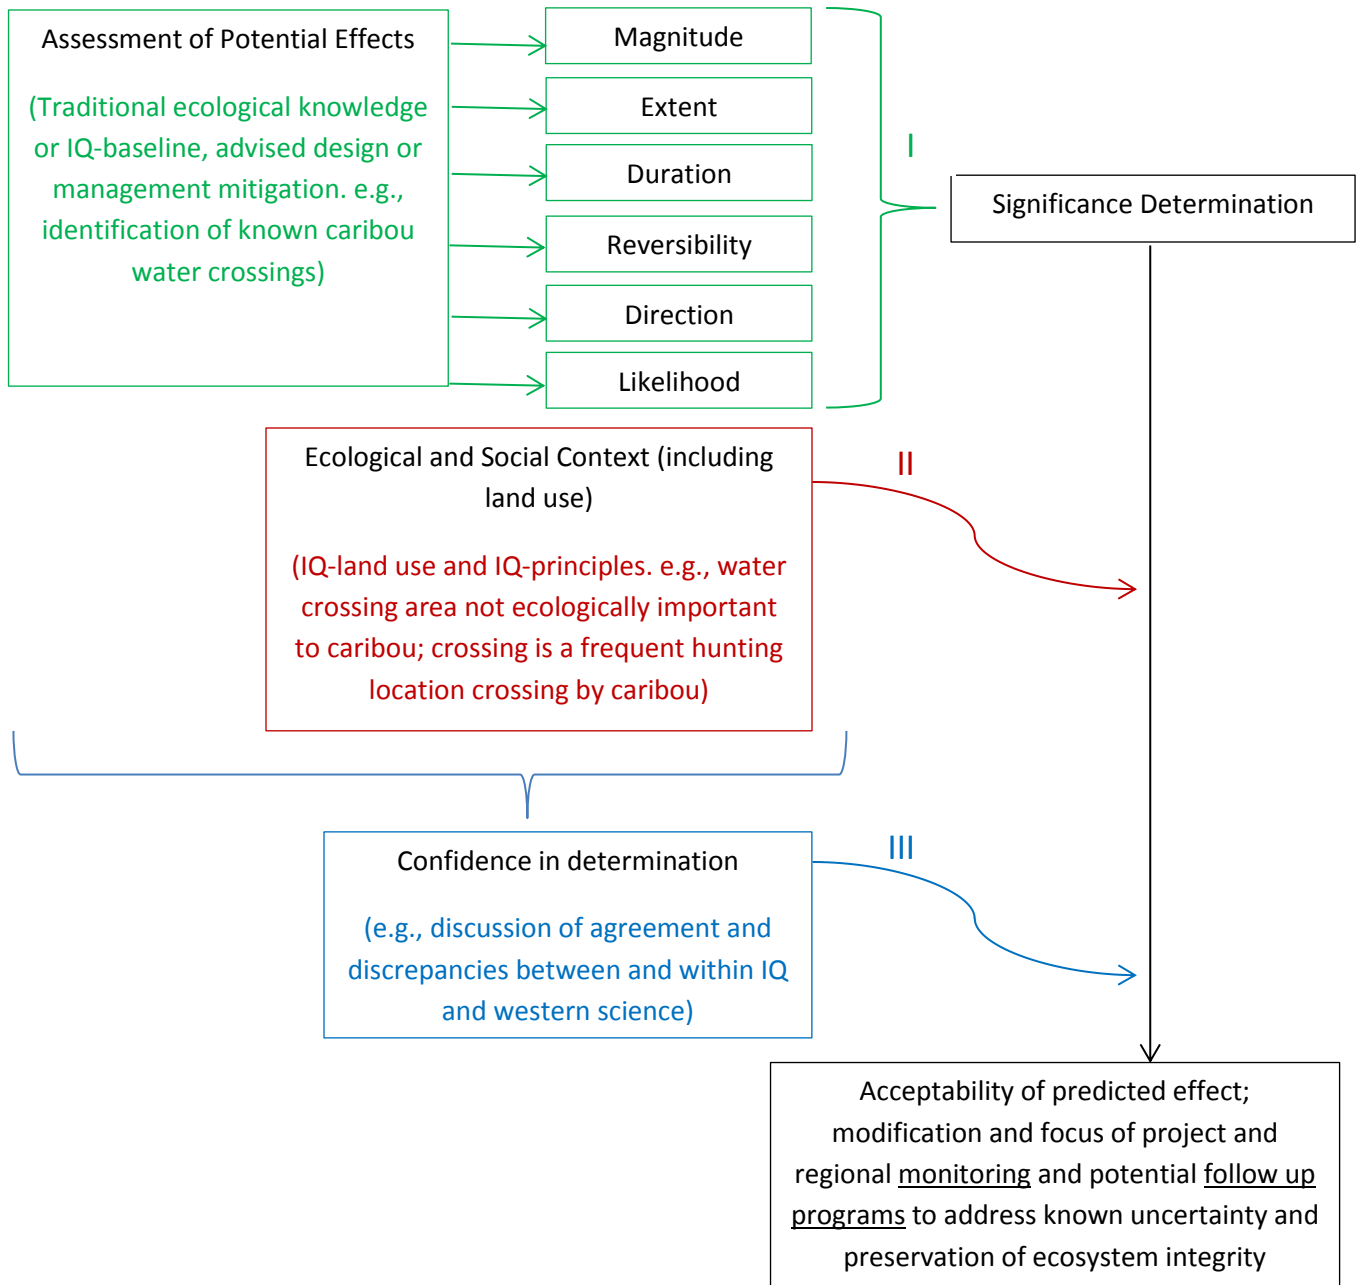 Assessment of Potential Effects
(Traditional ecological knowledge
or IQ-baseline, advised design or
management mitigation. e.g.,
identification of known caribou
water crossings)
Magnitude
Extent
Duration
Reversibility
Direction
Likelihood
I
Significance Determination
Ecological and Social Context (including
land use)
(IQ-land use and IQ-principles. e.g., water
crossing area not ecologically important
to caribou; crossing is a frequent hunting
location crossing by caribou)
II
Confidence in determination
(e.g., discussion of agreement and
discrepancies between and within IQ
and western science)
III
Acceptability of predicted effect;
modification and focus of project and
regional monitoring and potential follow up
programs to address known uncertainty and
preservation of ecosystem integrity